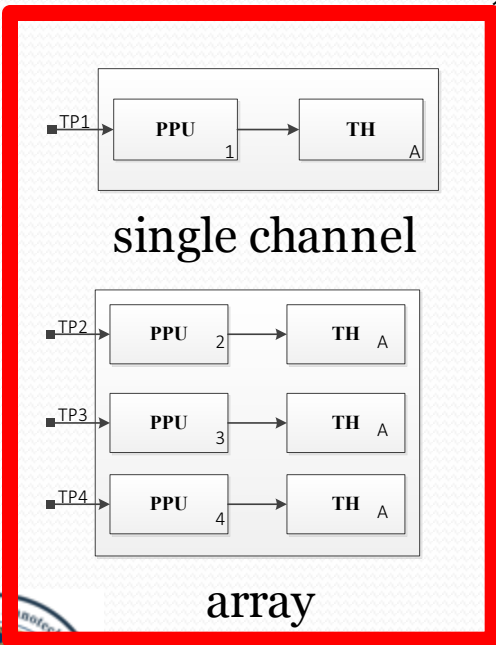 TP1 PPU 1 TH A
single channel
TP2 PPU 2 TH A
TP3 PPU 3 TH A
TP4 PPU 4 TH A
array